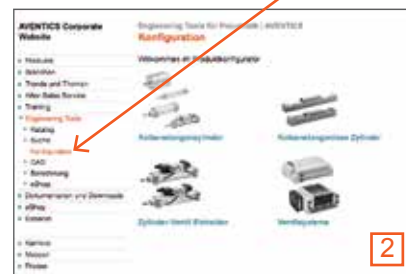 AVENTICS Corporate
Website
Produkte
Branchen
Trends und Themen
After Sales Service
Training
Engineering Tools
Katalog
Suche
Konfiguration
CAD
Berechnung
eShop
Dokumentation und Downloads
eShop
Extranet
Karriere
Messen
Presse
Engineering Tools für Pneumatik | AVENTICS
Konfiguration
Willkommen im Produktkonfigurator
Kolbenstangenzylinder
Kolbenstangenlose Zylinder
Zylinder-Ventil-Einheiten
Ventilsysteme
2